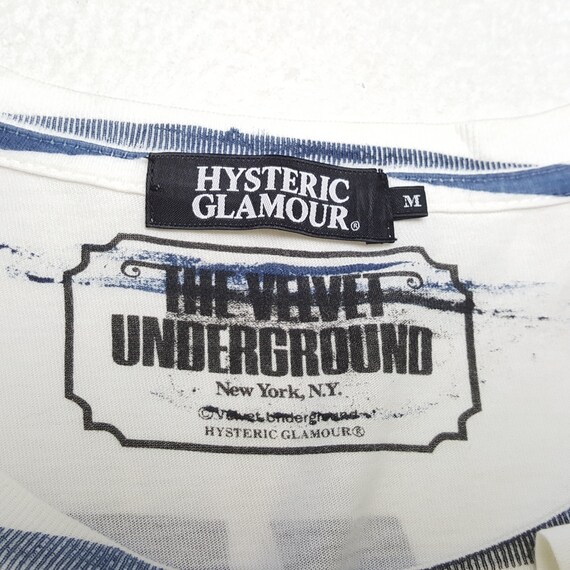 HYSTERIC
GLAMOUR®
M
THE VELVET
UNDERGROUND
New York, N.Y.
©Velvet Underground
HYSTERIC GLAMOUR®